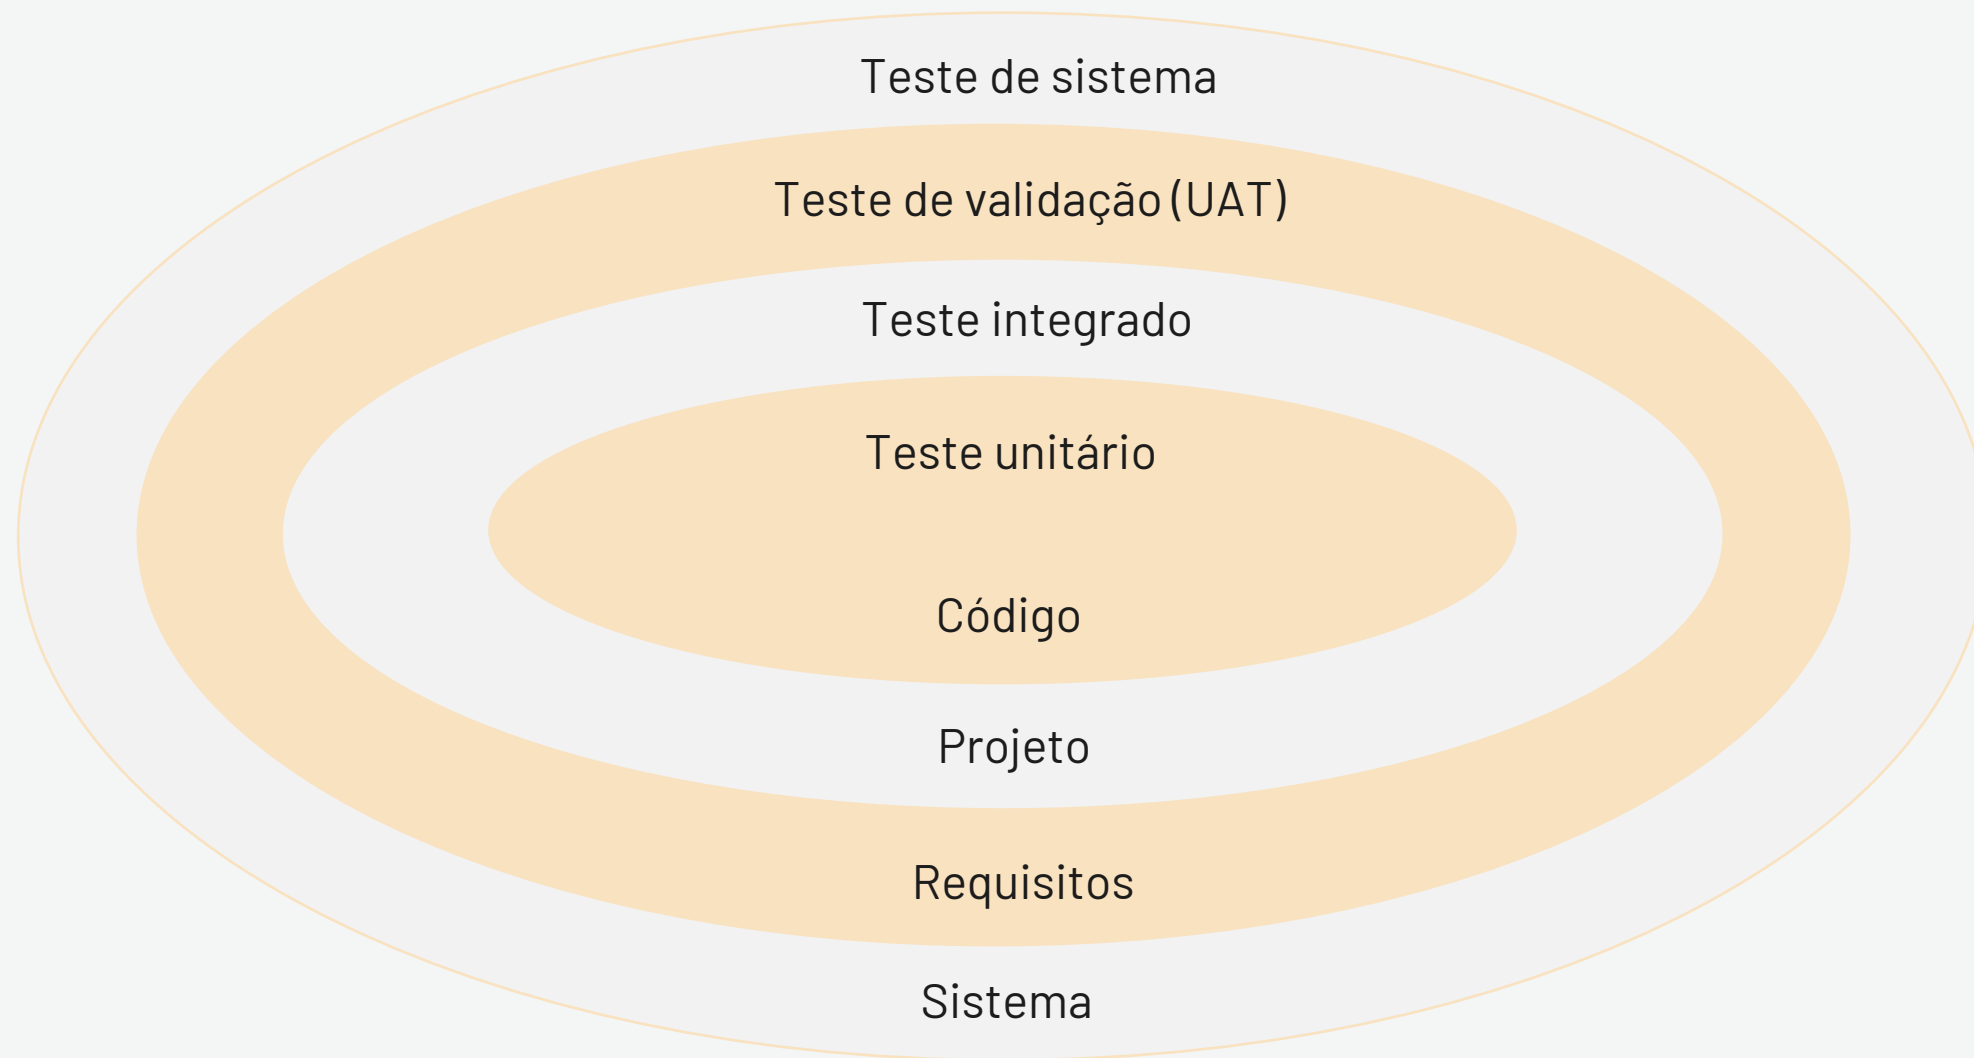 Teste de sistema
Teste de validação (UAT)
Teste integrado
Teste unitário
Código
Projeto
Requisitos
Sistema